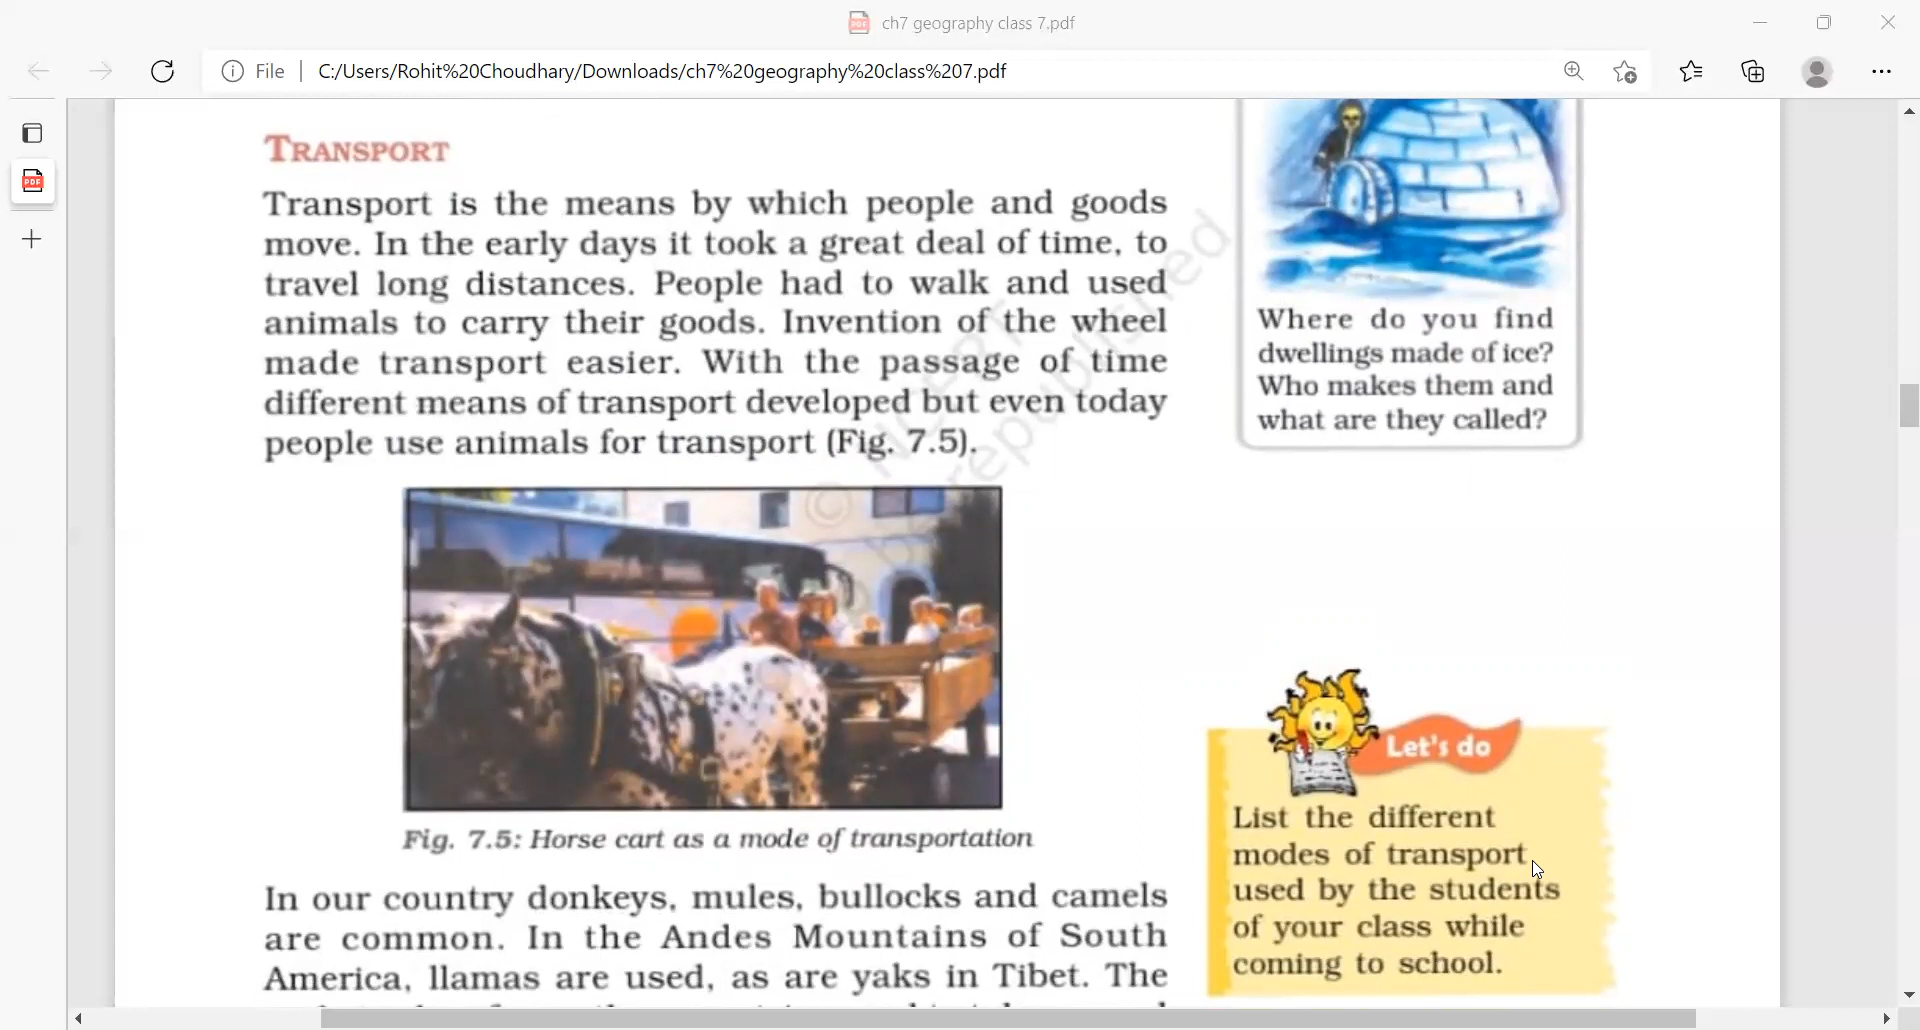 ch7 geography class 7.pdf
File
C:/Users/Rohit%20Choudhary/Downloads/ch7%20geography%20class%207.pdf
TRANSPORT
Transport is the means by which people and goods
move. In the early days it took a great deal of time, to
travel long distances. People had to walk and used
animals to carry their goods. Invention of the wheel
made transport easier. With the passage of time
different means of transport developed but even today
people use animals for transport (Fig. 7.5).
© NCERT
be republished
Fig. 7.5: Horse cart as a mode of transportation
In our country donkeys, mules, bullocks and camels
are common. In the Andes Mountains of South
America, llamas are used, as are yaks in Tibet. The
Where do you find
dwellings made of ice?
Who makes them and
what are they called?
Let's do
List the different
modes of transport
used by the students
of your class while
coming to school.